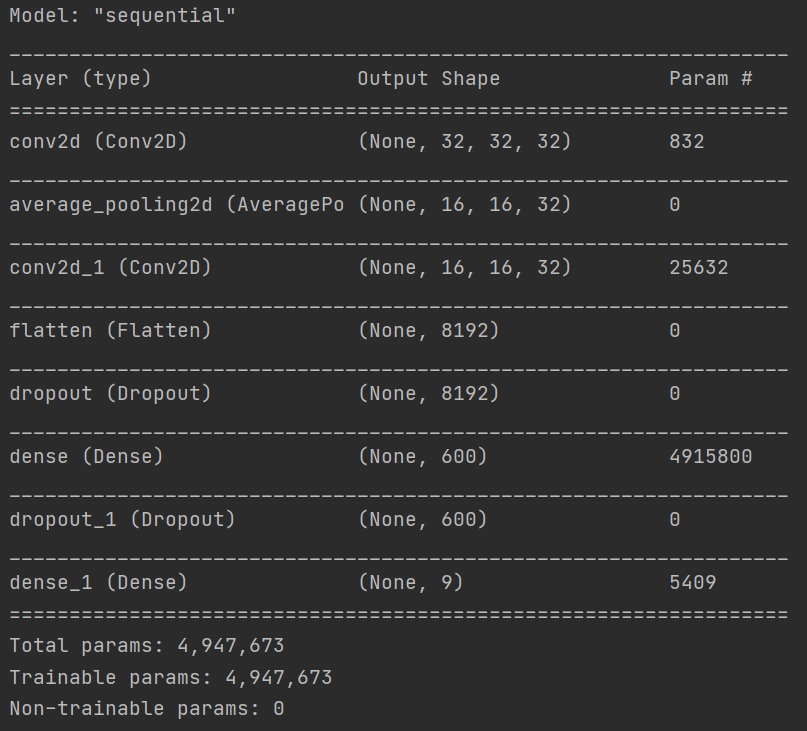 Model: "sequential"
_________________________________________________________________
Layer (type)                 Output Shape              Param #
=================================================================
conv2d (Conv2D)              (None, 32, 32, 32)        832
_________________________________________________________________
average_pooling2d (AveragePo (None, 16, 16, 32)        0
_________________________________________________________________
conv2d_1 (Conv2D)            (None, 16, 16, 32)        25632
_________________________________________________________________
flatten (Flatten)            (None, 8192)              0
_________________________________________________________________
dropout (Dropout)            (None, 8192)              0
_________________________________________________________________
dense (Dense)                (None, 600)               4915800
_________________________________________________________________
dropout_1 (Dropout)          (None, 600)               0
_________________________________________________________________
dense_1 (Dense)              (None, 9)                 5409
=================================================================
Total params: 4,947,673
Trainable params: 4,947,673
Non-trainable params: 0